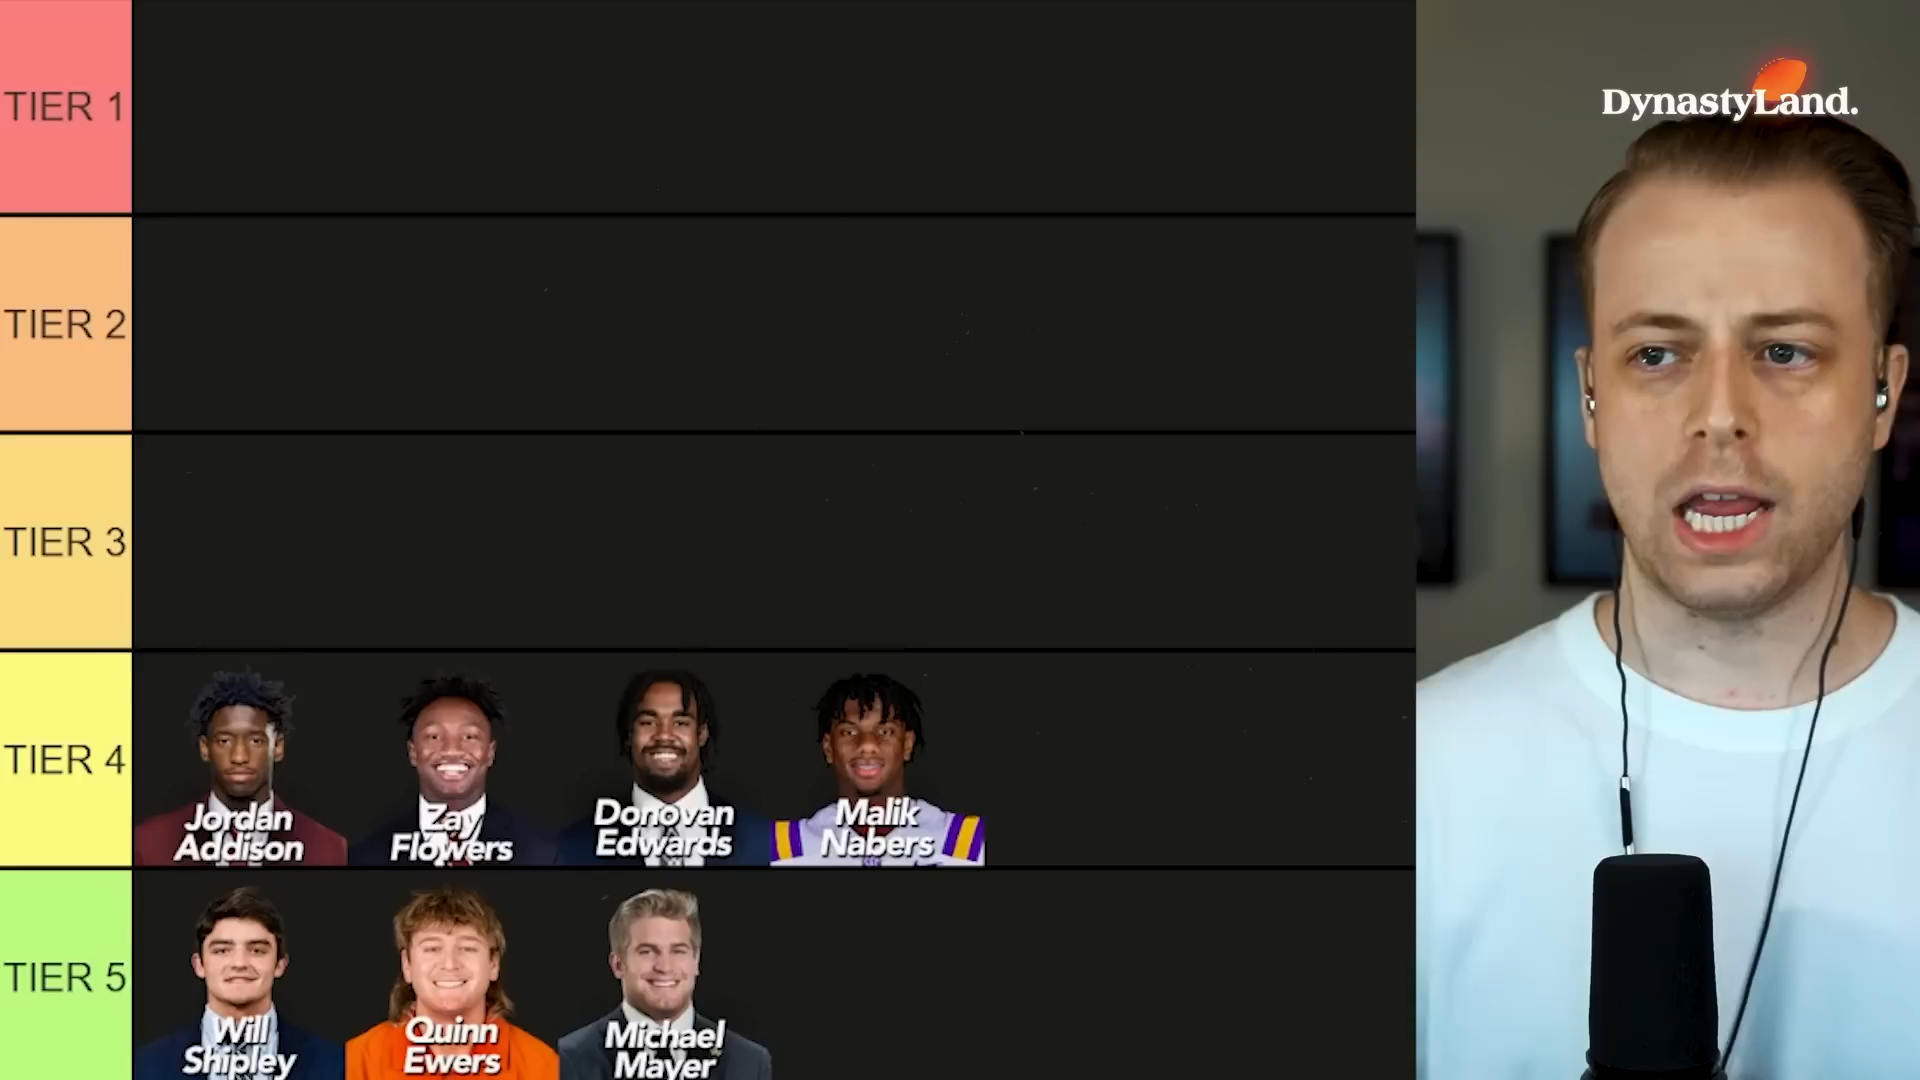 TIER 1
DynastyLand.
TIER 2
TIER 3
TIER 4
Jordan
Addison
Zay
Flowers
Donovan
Edwards
Malik
Nabers
TIER 5
Will
Shipley
Quinn
Ewers
Michael
Mayer